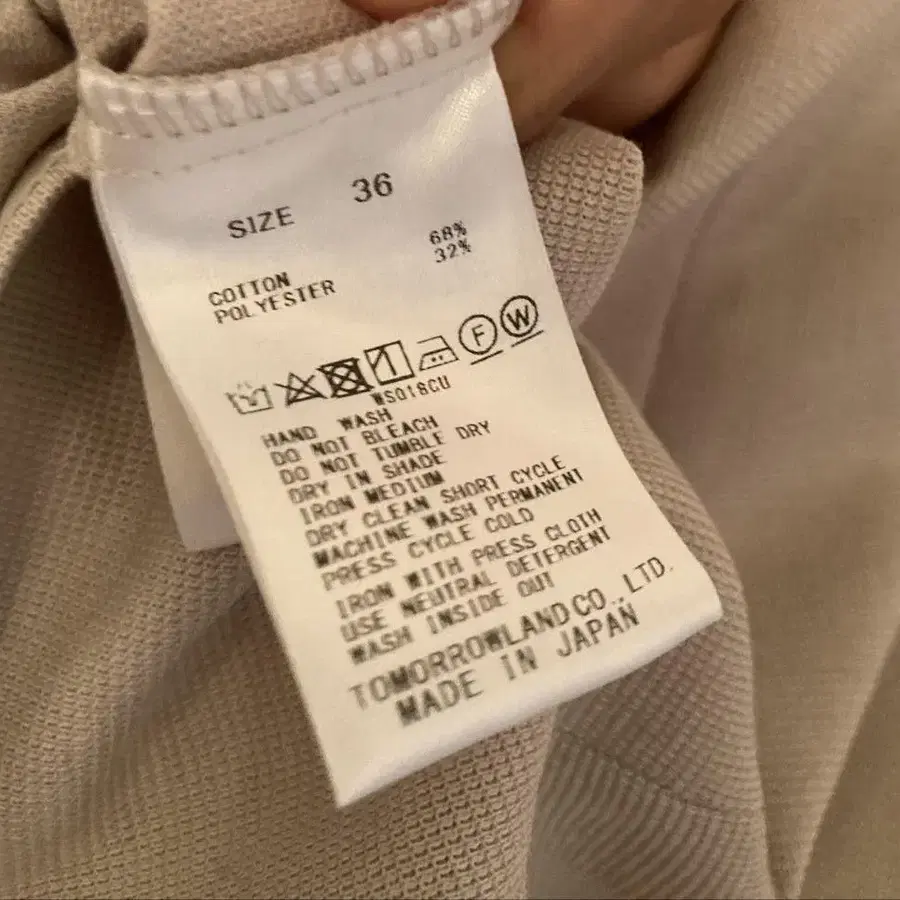 SIZE 36
COTTON 68%
POLYESTER 32%
F W
WS018CU
HAND WASH
DO NOT BLEACH
DO NOT TUMBLE DRY
DRY IN SHADE
IRON MEDIUM
DRY CLEAN SHORT CYCLE
MACHINE WASH PERMANENT
PRESS CYCLE COLD
IRON WITH PRESS CLOTH
USE NEUTRAL DETERGENT
WASH INSIDE OUT
TOMORROWLAND CO., LTD.
MADE IN JAPAN